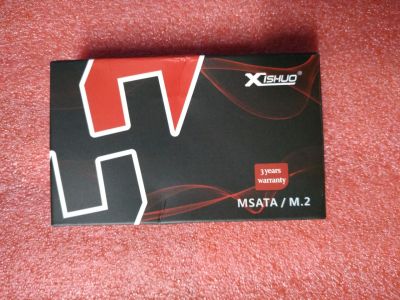 XISHUO®
3 years
warranty
MSATA / M.2